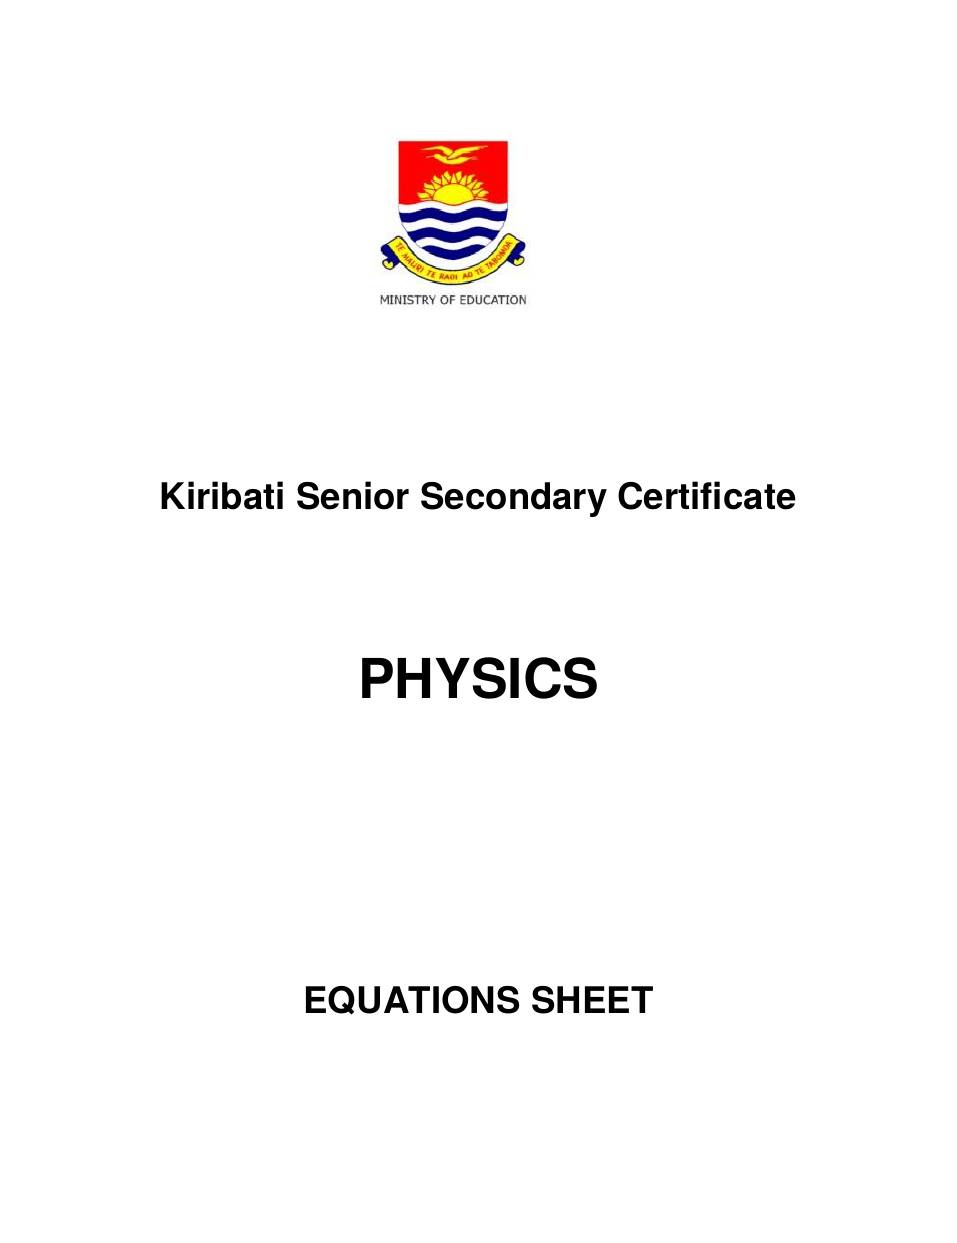 TE MAURI TE RAOI AO TE TABOMOA
MINISTRY OF EDUCATION
Kiribati Senior Secondary Certificate
PHYSICS
EQUATIONS SHEET